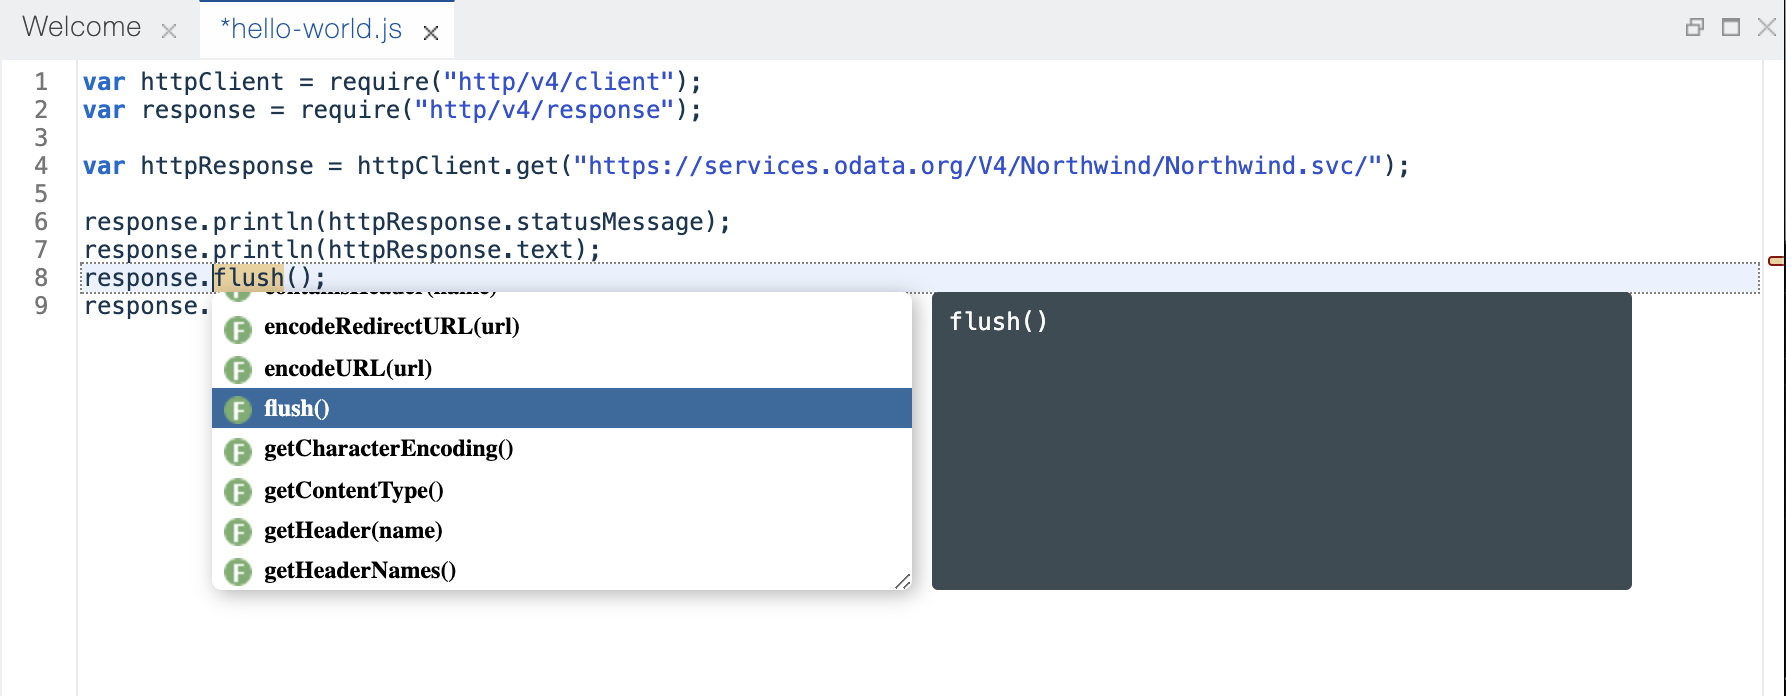 Welcome
*hello-world.js
1 var httpClient = require("http/v4/client");
2 var response = require("http/v4/response");
3
4 var httpResponse = httpClient.get("https://services.odata.org/V4/Northwind/Northwind.svc/");
5
6 response.println(httpResponse.statusMessage);
7 response.println(httpResponse.text);
8 response.flush();
9 response.
F encodeRedirectURL(url)
F encodeURL(url)
F flush()
F getCharacterEncoding()
F getContentType()
F getHeader(name)
F getHeaderNames()
flush()